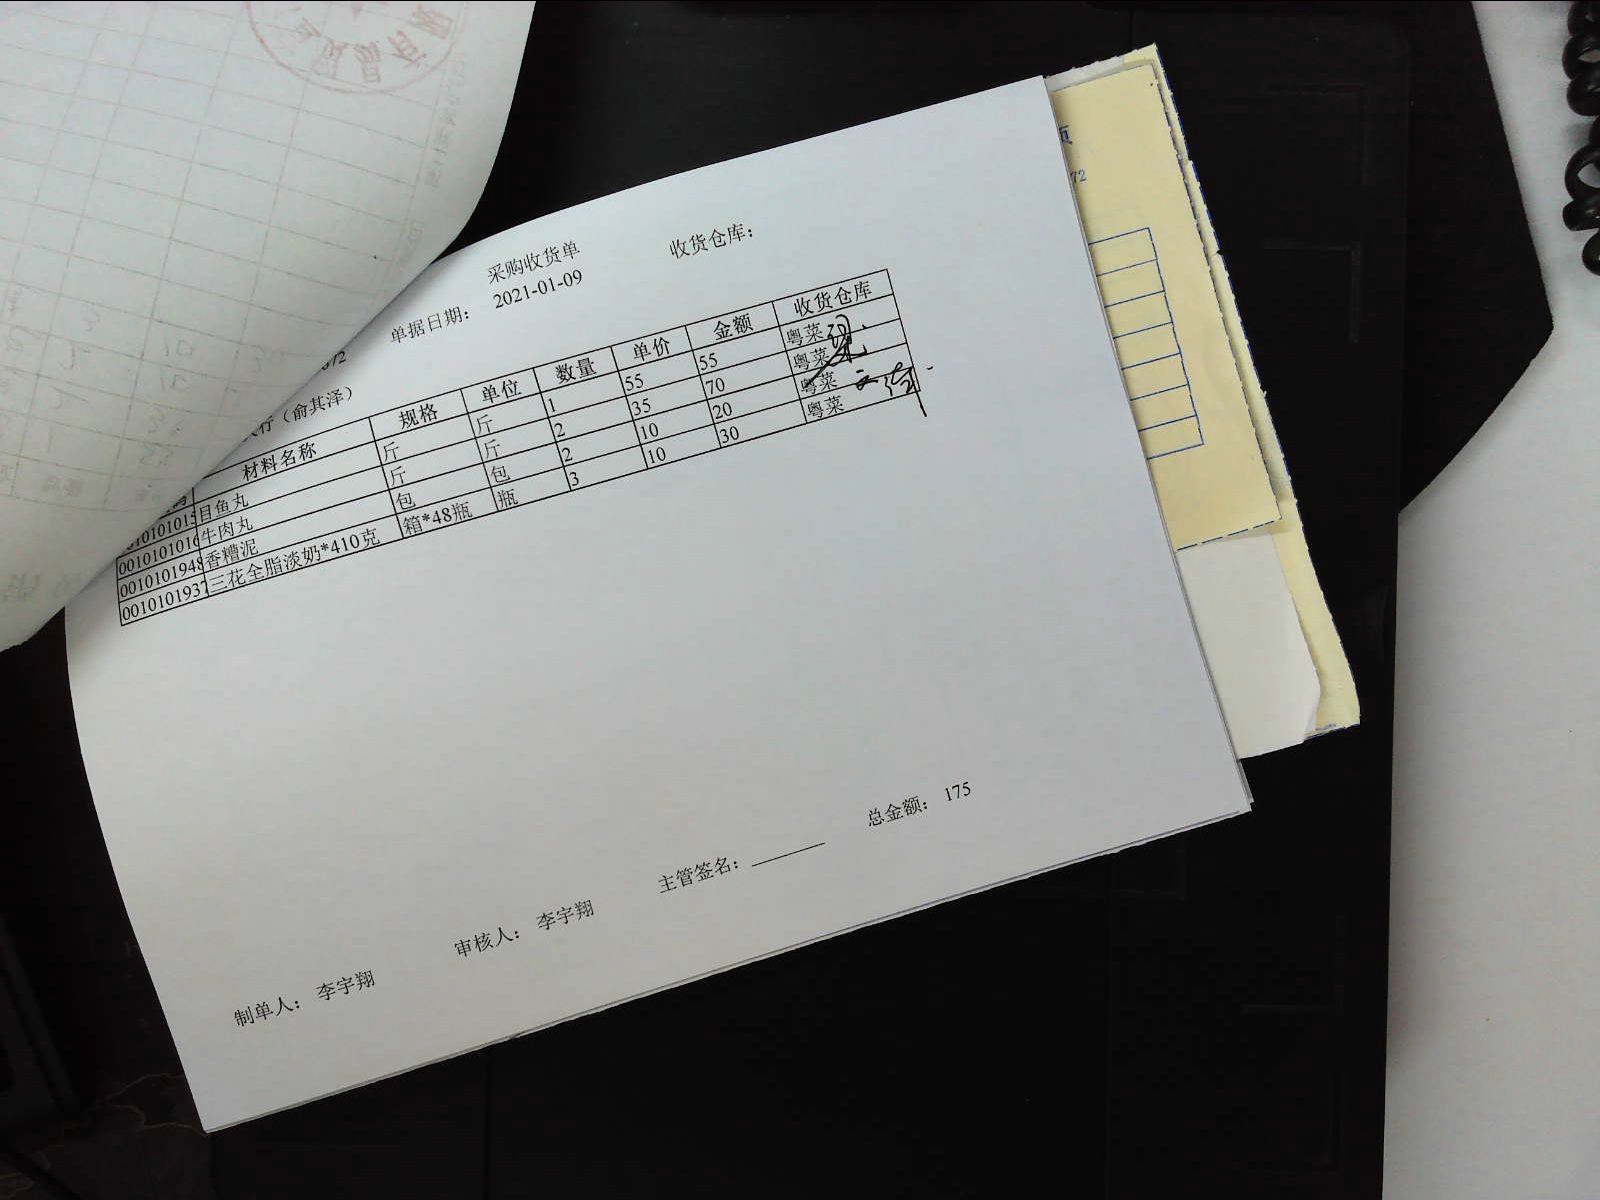 采购收货单
单据日期： 2021-01-09 收货仓库：
（俞其泽）
材料名称 规格 单位 数量 单价 金额 收货仓库
目鱼丸 斤 斤 1 55 55 粤菜
0010101016 牛肉丸 斤 斤 2 35 70 粤菜
0010101948 香糟泥 包 包 2 10 20 粤菜
0010101937 三花全脂淡奶*410克 箱*48瓶 瓶 3 10 30 粤菜
制单人： 李宇翔 审核人： 李宇翔 主管签名： 总金额： 175